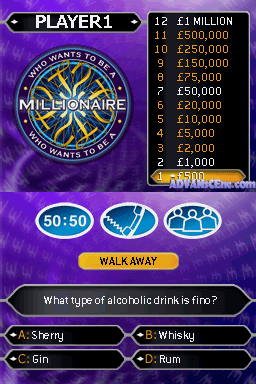 PLAYER1
WHO WANTS TO BE A
MILLIONAIRE
WHO WANTS TO BE A
12 £1 MILLION
11 £500,000
10 £250,000
9 £150,000
8 £75,000
7 £50,000
6 £20,000
5 £10,000
4 £5,000
3 £2,000
2 £1,000
1 £500
ADVANSCEne.com
50:50
WALK AWAY
What type of alcoholic drink is fino?
A: Sherry
B: Whisky
C: Gin
D: Rum